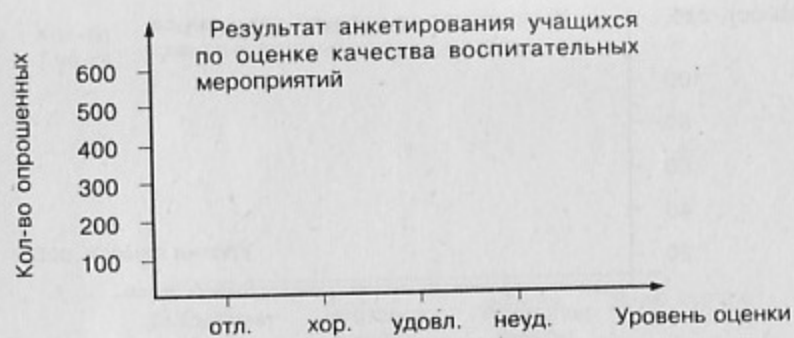 Результат анкетирования учащихся
по оценке качества воспитательных
мероприятий
Кол-во опрошенных
600
500
400
300
200
100
отл. хор. удовл. неуд. Уровень оценки